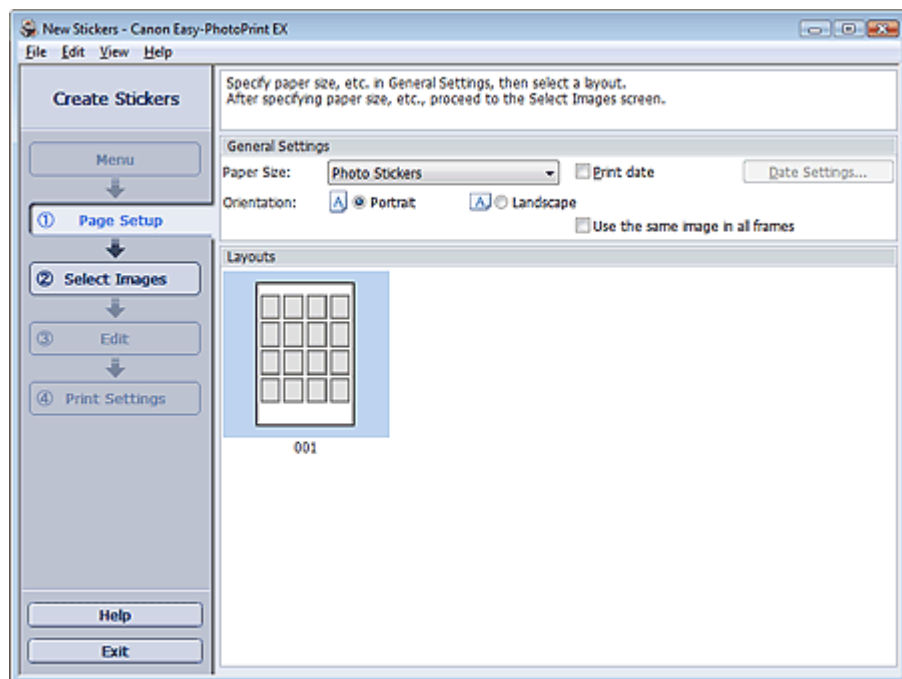 New Stickers - Canon Easy-PhotoPrint EX
File Edit View Help
Create Stickers
Specify paper size, etc. in General Settings, then select a layout.
After specifying paper size, etc., proceed to the Select Images screen.
Menu
① Page Setup
② Select Images
③ Edit
④ Print Settings
Help
Exit
General Settings
Paper Size: Photo Stickers Print date Date Settings...
Orientation: A Portrait A Landscape
Use the same image in all frames
Layouts
001